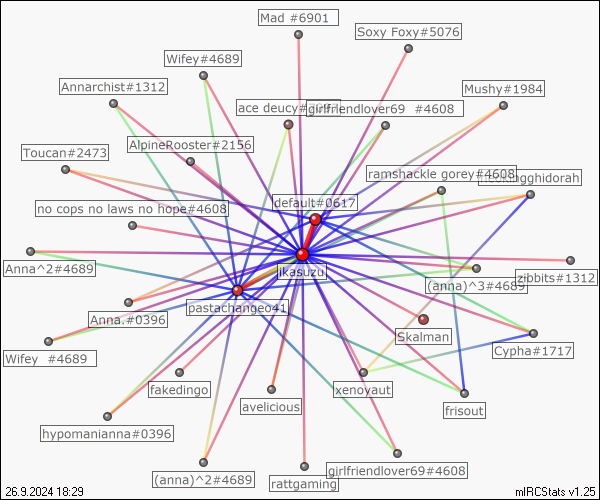 Mad #6901
Soxy Foxy#5076
Wifey#4689
Annarchist#1312
Mushy#1984
ace deucy#
girlfriendlover69 #4608
AlpineRooster#2156
Toucan#2473
ramshackle gorey#4608
default#0617
no cops no laws no hope#4608
Anna^2#4689
ikasuzu
zibbits#1312
(anna)^3#4689
Anna.#0396
pastachangeo41
Skalman
Wifey #4689
Cypha#1717
fakedingo
xenoyaut
avelicious
frisout
hypomanianna#0396
(anna)^2#4689
girlfriendlover69#4608
rattgaming
26.9.2024 18:29
mIRCStats v1.25